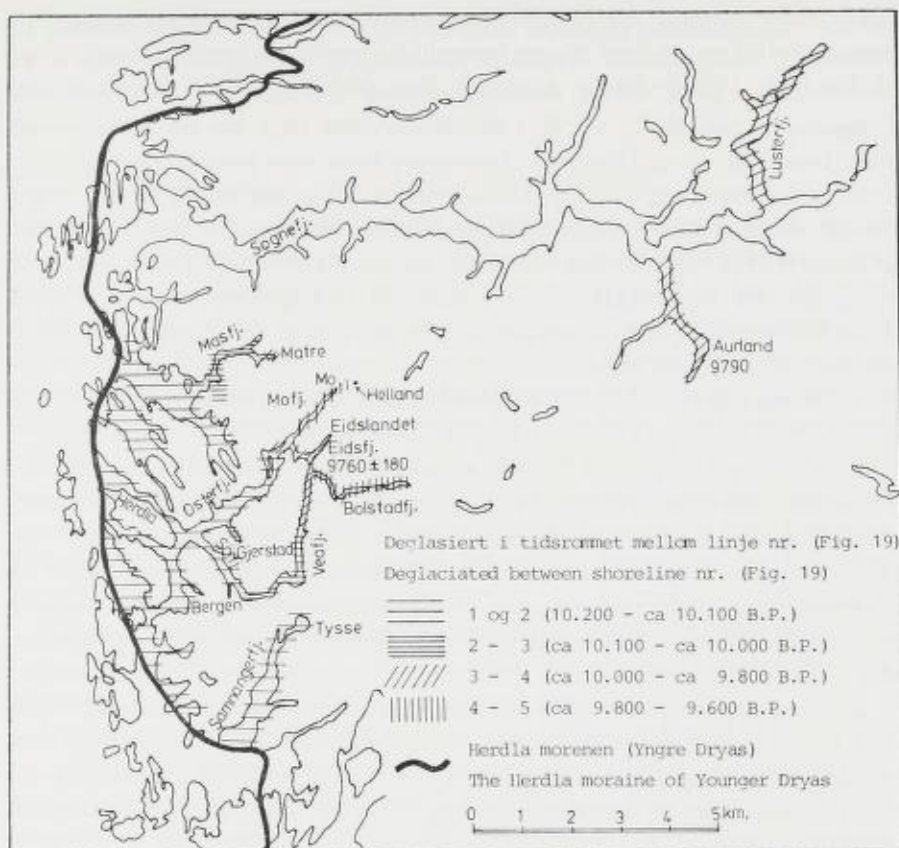 Lusterfj.
Sognefj.
Aurland
9790
Masfj.
Matre
Mo
Helland
Mofj.
Eidslandet
Eidsfj.
9760 ± 180
Osterfj.
Herdla
Bolstadfj.
Gjerstad
Veafj.
Bergen
Tysse
Samnangerfj.
Deglasiert i tidsrommet mellom linje nr. (Fig. 19)
Deglaciated between shoreline nr. (Fig. 19)
1 og 2 (10.200 - ca 10.100 B.P.)
2 - 3 (ca 10.100 - ca 10.000 B.P.)
3 - 4 (ca 10.000 - ca 9.800 B.P.)
4 - 5 (ca 9.800 - 9.600 B.P.)
Herdla morenen (Yngre Dryas)
The Herdla moraine of Younger Dryas
0 1 2 3 4 5 km.